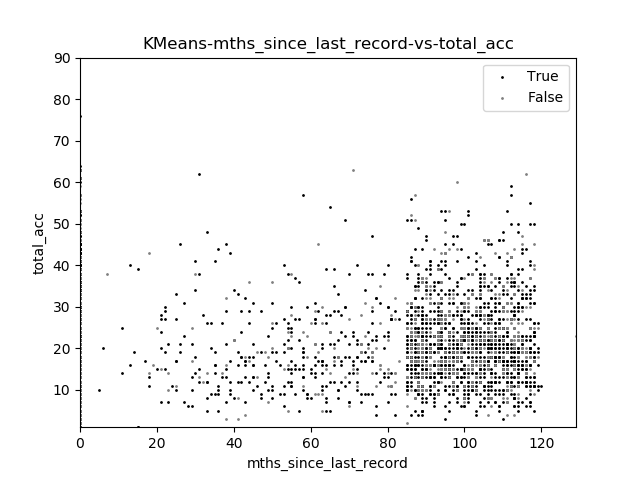 KMeans-mths_since_last_record-vs-total_acc
True
False
90
80
70
60
50
40
30
20
10
total_acc
0 20 40 60 80 100 120
mths_since_last_record